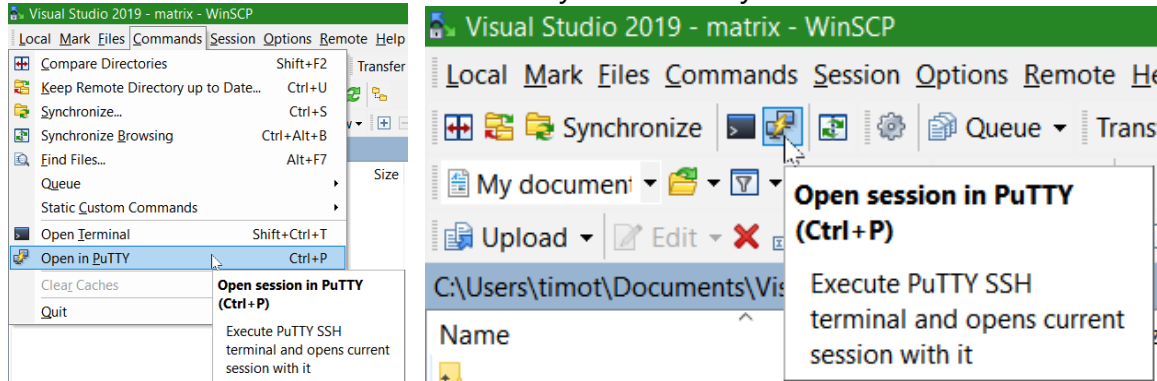 Visual Studio 2019 - matrix - WinSCP
Local Mark Files Commands Session Options Remote Help
Compare Directories Shift+F2
Transfer
Keep Remote Directory up to Date... Ctrl+U
Synchronize... Ctrl+S
Synchronize Browsing Ctrl+Alt+B
Find Files... Alt+F7
Size
Queue
Static Custom Commands
Open Terminal Shift+Ctrl+T
Open in PuTTY Ctrl+P
Clear Caches
Quit
Open session in PuTTY
(Ctrl+P)
Execute PuTTY SSH
terminal and opens current
session with it
Visual Studio 2019 - matrix - WinSCP
Local Mark Files Commands Session Options Remote He
Synchronize Queue Trans
My document
Upload Edit
C:\Users\timot\Documents\Vis
Name
Open session in PuTTY
(Ctrl+P)
Execute PuTTY SSH
terminal and opens current
session with it